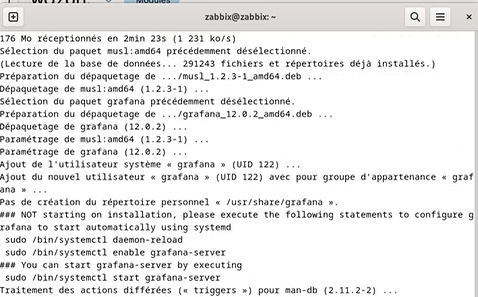 zabbix@zabbix: ~
176 Mo réceptionnés en 2min 23s (1 231 ko/s)
Sélection du paquet musl:amd64 précédemment désélectionné.
(Lecture de la base de données... 291243 fichiers et répertoires déjà installés.)
Préparation du dépaquetage de .../musl_1.2.3-1_amd64.deb ...
Dépaquetage de musl:amd64 (1.2.3-1) ...
Sélection du paquet grafana précédemment désélectionné.
Préparation du dépaquetage de .../grafana_12.0.2_amd64.deb ...
Dépaquetage de grafana (12.0.2) ...
Paramétrage de musl:amd64 (1.2.3-1) ...
Paramétrage de grafana (12.0.2) ...
Ajout de l'utilisateur système « grafana » (UID 122) ...
Ajout du nouvel utilisateur « grafana » (UID 122) avec pour groupe d'appartenance « graf
ana » ...
Pas de création du répertoire personnel « /usr/share/grafana ».
### NOT starting on installation, please execute the following statements to configure g
rafana to start automatically using systemd
sudo /bin/systemctl daemon-reload
sudo /bin/systemctl enable grafana-server
### You can start grafana-server by executing
sudo /bin/systemctl start grafana-server
Traitement des actions différées (« triggers ») pour man-db (2.11.2-2) ...